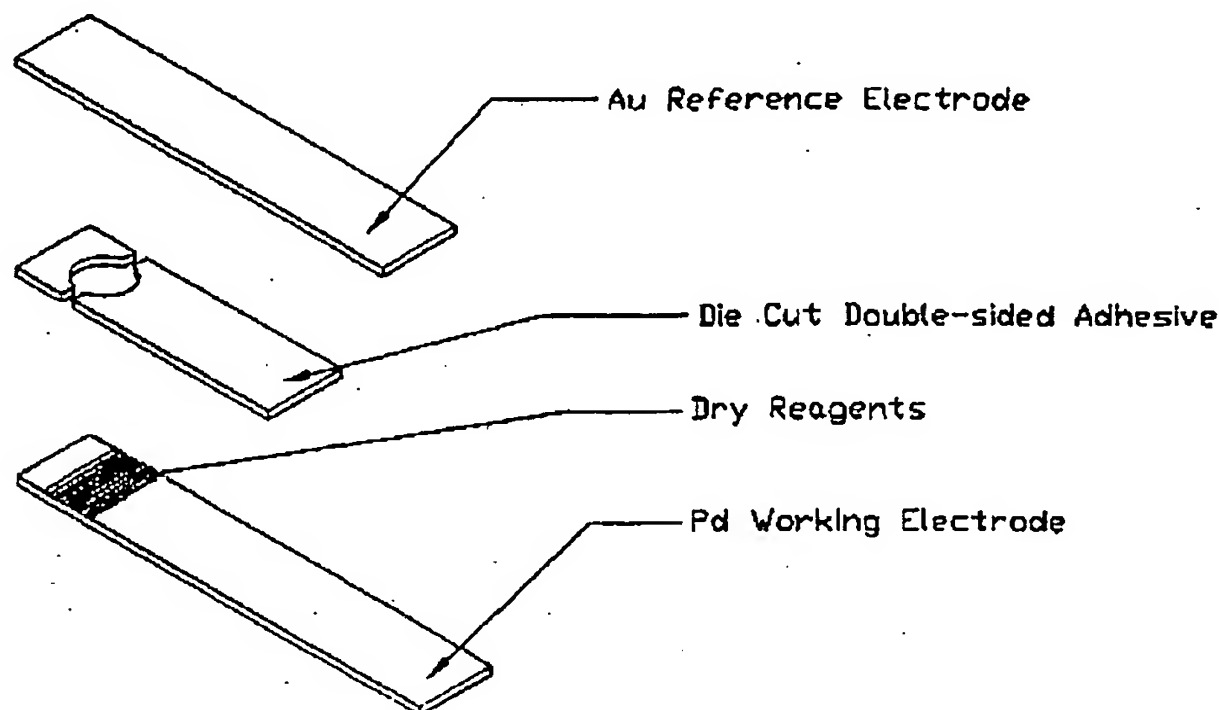 Au Reference Electrode
Die Cut Double-sided Adhesive
Dry Reagents
Pd Working Electrode